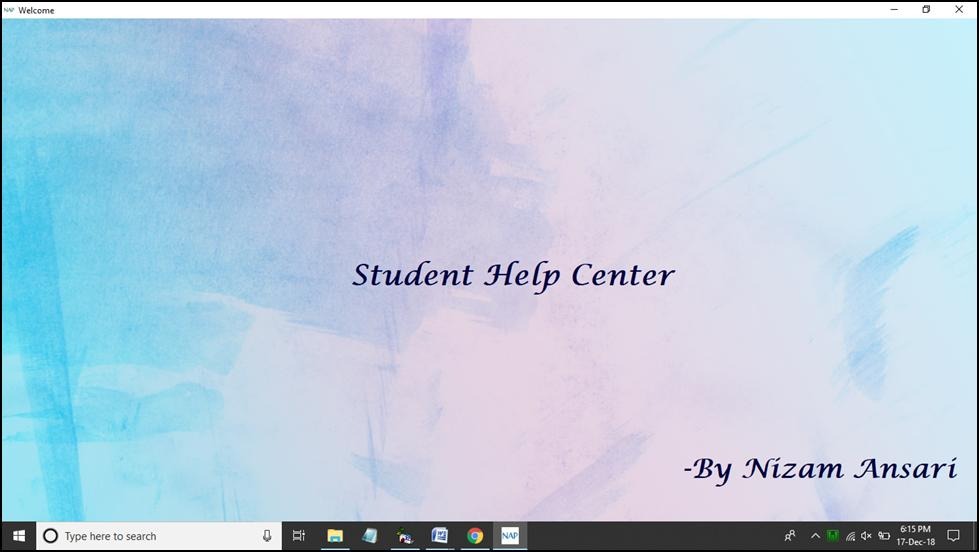 NAP Welcome
Student Help Center
-By Nizam Ansari
Type here to search
NAP
6:15 PM
17-Dec-18